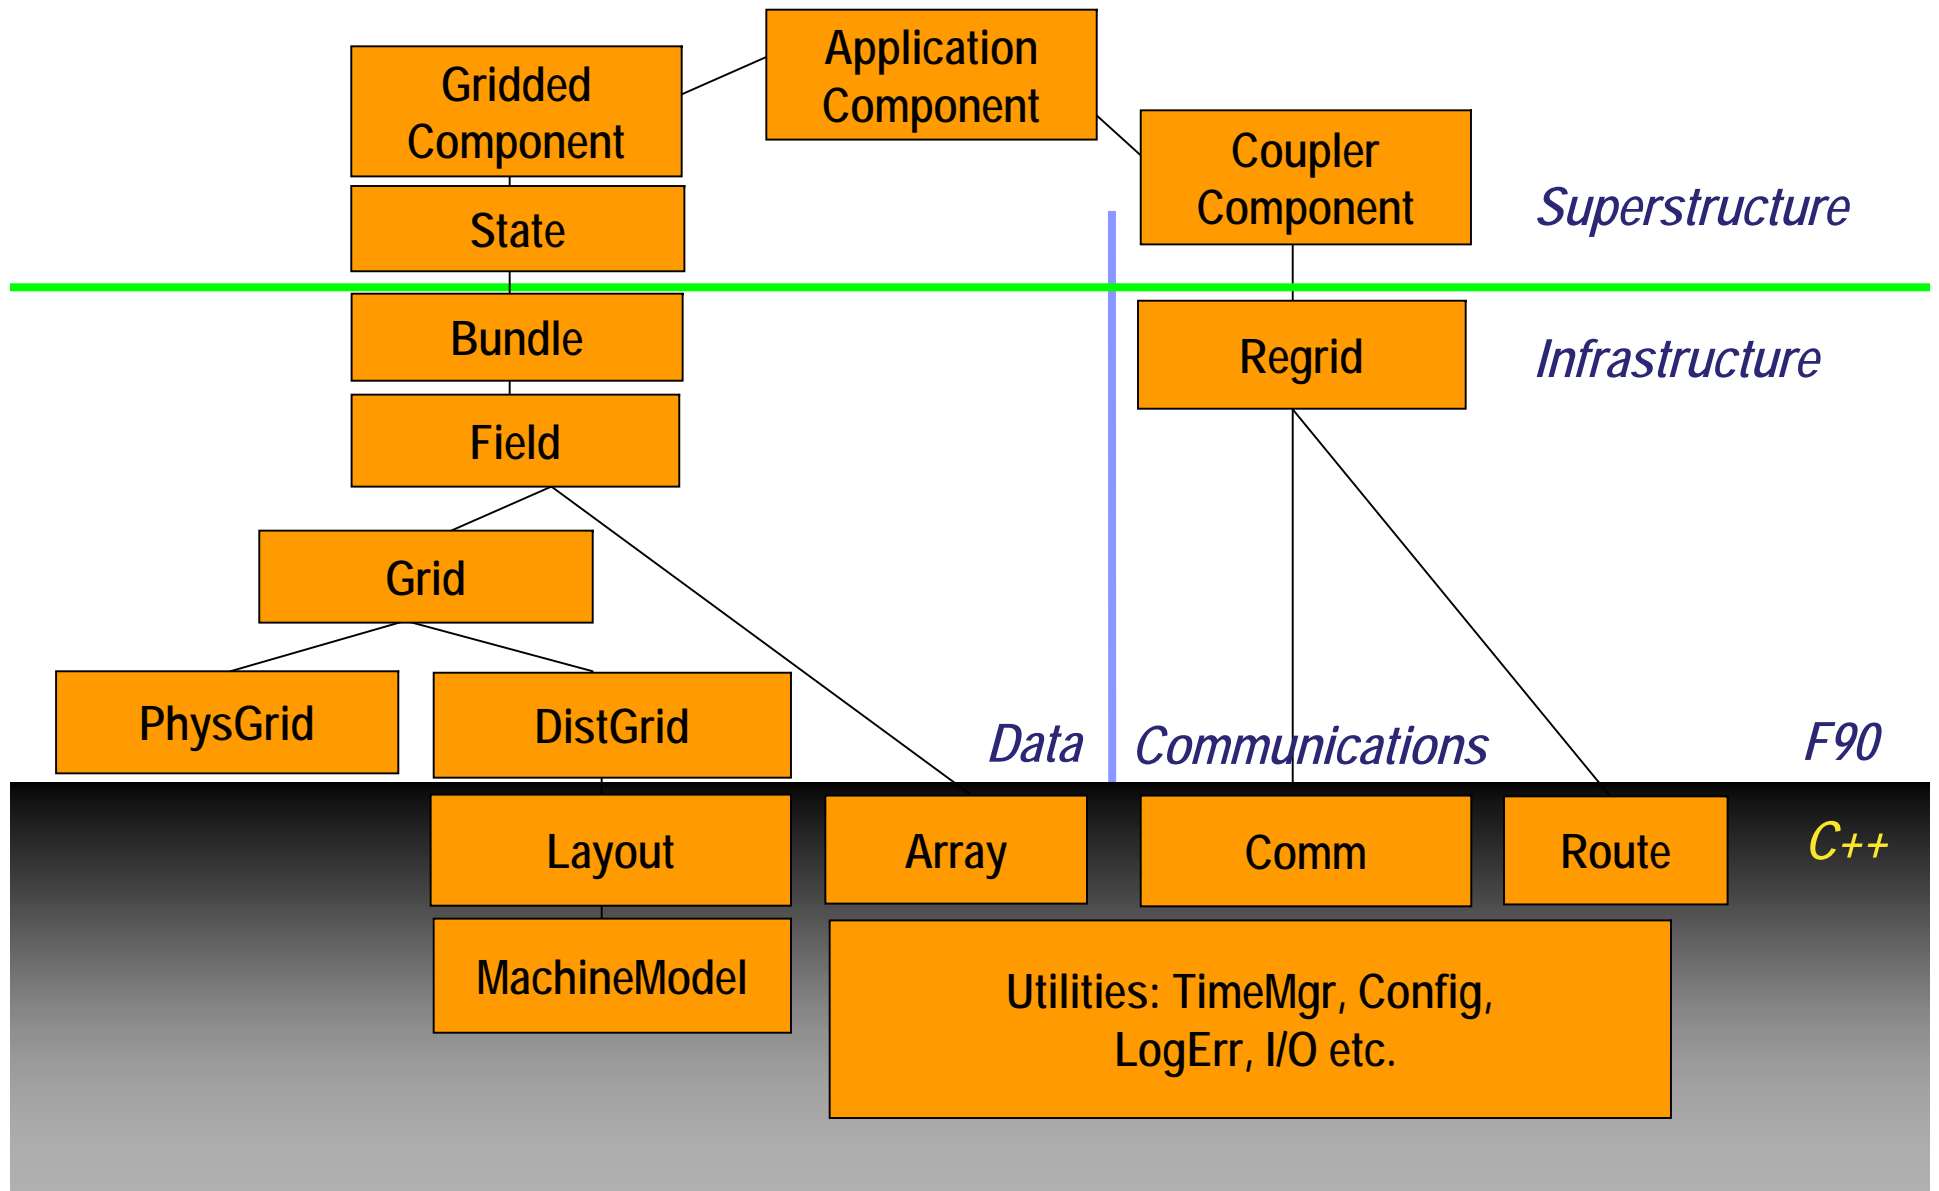 Application
Component
Gridded
Component
Coupler
Component
State
Superstructure
Bundle
Regrid
Infrastructure
Field
Grid
PhysGrid
DistGrid
Data
Communications
F90
Layout
Array
Comm
Route
C++
MachineModel
Utilities: TimeMgr, Config,
LogErr, I/O etc.